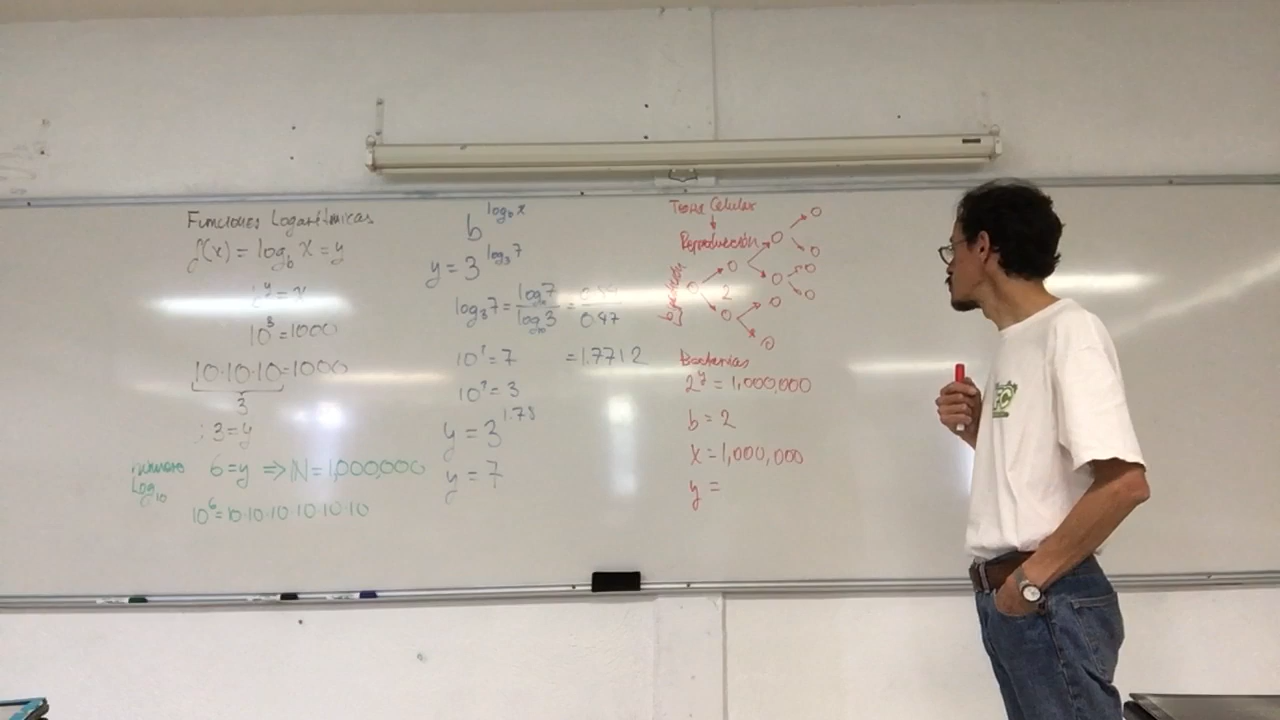 Funciones Logarítmicas
f(x) = log_b x = y
b^y = x
10^3 = 1000
10·10·10 = 1000
3
∴ 3 = y
número
Log_10
6 = y ⇒ N = 1,000,000
10^6 = 10·10·10·10·10·10
b^log_b x
y = 3^log_3 7
log_3 7 = log 7 / log 3 = / 0.47
10^? = 7 = 1.7712
10^? = 3
y = 3^1.78
y = 7
Teoría Celular
Reproducción
2
Bacterias
2^y = 1,000,000
b = 2
x = 1,000,000
y =
FC